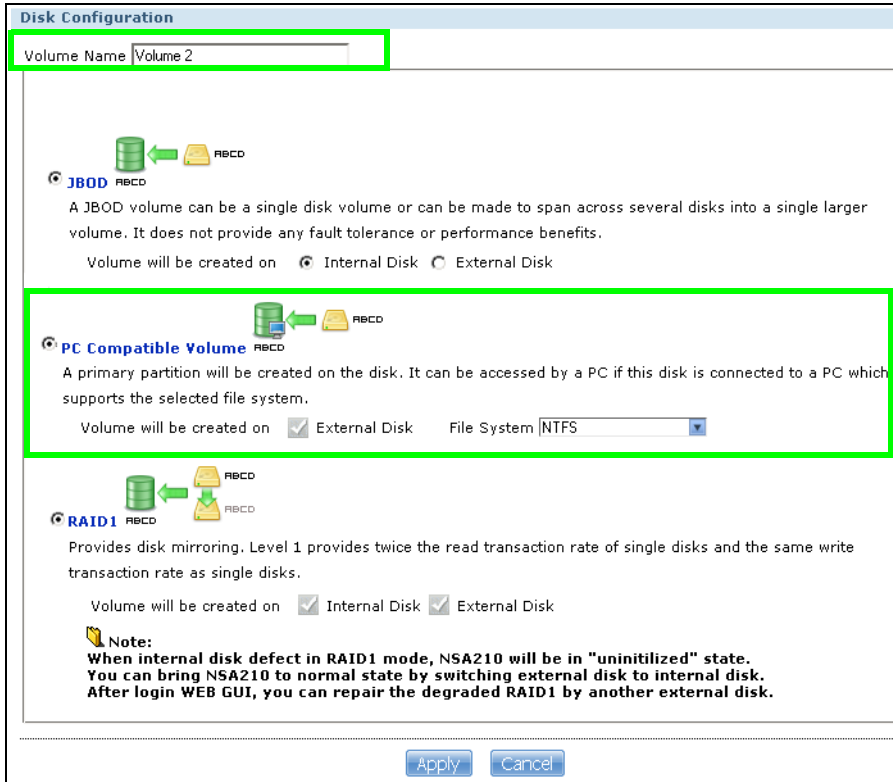 Disk Configuration
Volume Name Volume 2
ABCD
JBOD ABCD
A JBOD volume can be a single disk volume or can be made to span across several disks into a single larger
volume. It does not provide any fault tolerance or performance benefits.
Volume will be created on Internal Disk External Disk
ABCD
PC Compatible Volume ABCD
A primary partition will be created on the disk. It can be accessed by a PC if this disk is connected to a PC which
supports the selected file system.
Volume will be created on External Disk File System NTFS
ABCD
ABCD
RAID1 ABCD
Provides disk mirroring. Level 1 provides twice the read transaction rate of single disks and the same write
transaction rate as single disks.
Volume will be created on Internal Disk External Disk
Note:
When internal disk defect in RAID1 mode, NSA210 will be in "uninitilized" state.
You can bring NSA210 to normal state by switching external disk to internal disk.
After login WEB GUI, you can repair the degraded RAID1 by another external disk.
Apply Cancel